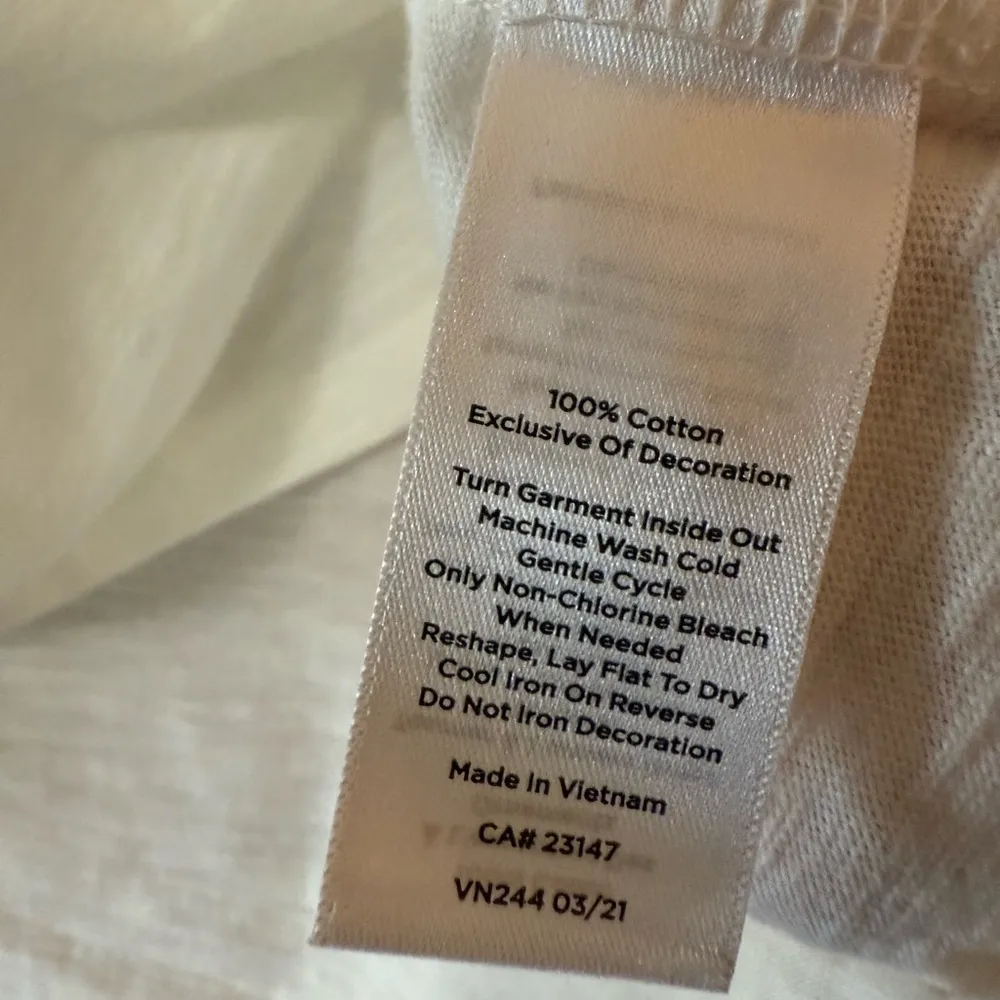 100% Cotton
Exclusive Of Decoration
Turn Garment Inside Out
Machine Wash Cold
Gentle Cycle
Only Non-Chlorine Bleach
When Needed
Reshape, Lay Flat To Dry
Cool Iron On Reverse
Do Not Iron Decoration
Made In Vietnam
CA# 23147
VN244 03/21